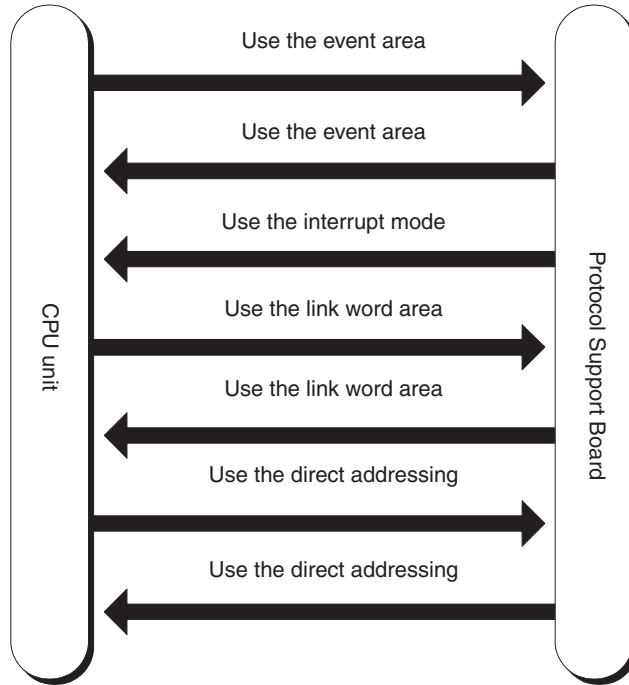 Use the event area
Use the event area
Use the interrupt mode
Use the link word area
Use the link word area
Use the direct addressing
Use the direct addressing
CPU unit
Protocol Support Board